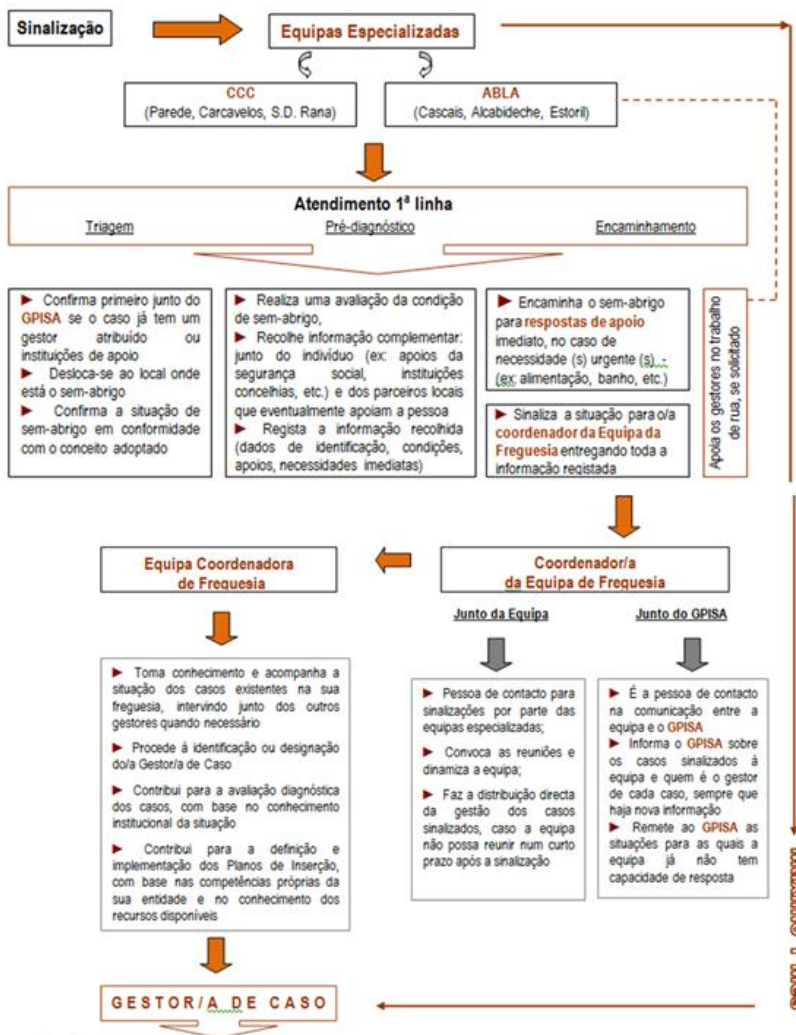 Sinalização
Equipas Especializadas
CCC
(Parede, Carcavelos, S.D. Rana)
ABLA
(Cascais, Alcabideche, Estoril)
Atendimento 1ª linha
Triagem
Pré-diagnóstico
Encaminhamento
► Confirma primeiro junto do
GPISA se o caso já tem um
gestor atribuído ou
instituições de apoio
► Desloca-se ao local onde
está o sem-abrigo
► Confirma a situação de
sem-abrigo em conformidade
com o conceito adoptado
► Realiza uma avaliação da condição
de sem-abrigo,
► Recolhe informação complementar:
junto do indivíduo (ex: apoios da
segurança social, instituições
concelhias, etc.) e dos parceiros locais
que eventualmente apoiam a pessoa
► Regista a informação recolhida
(dados de identificação, condições,
apoios, necessidades imediatas)
► Encaminha o sem-abrigo
para respostas de apoio
imediato, no caso de
necessidade (s) urgente (s) -
(ex: alimentação, banho, etc.)
► Sinaliza a situação para o/a
coordenador da Equipa da
Freguesia entregando toda a
informação registada
Apoia os gestores no trabalho
de rua, se solicitado
Equipa Coordenadora
de Freguesia
Coordenador/a
da Equipa de Freguesia
Junto da Equipa
Junto do GPISA
► Toma conhecimento e acompanha a
situação dos casos existentes na sua
freguesia, intervindo junto dos outros
gestores quando necessário
► Procede á identificação ou designação
do/a Gestor/a de Caso
► Contribui para a avaliação diagnóstica
dos casos, com base no conhecimento
institucional da situação
► Contribui para a definição e
implementação dos Planos de Inserção,
com base nas competências próprias da
sua entidade e no conhecimento dos
recursos disponíveis
► Pessoa de contacto para
sinalizações por parte das
equipas especializadas;
► Convoca as reuniões e
dinamiza a equipa;
► Faz a distribuição directa
da gestão dos casos
sinalizados, caso a equipa
não possa reunir num curto
prazo após a sinalização
► É a pessoa de contacto
na comunicação entre a
equipa e o GPISA
► Informa o GPISA sobre
os casos sinalizados á
equipa e quem é o gestor
de cada caso, sempre que
haja nova informação
► Remete ao GPISA as
situações para as quais a
equipa já não tem
capacidade de resposta
GESTOR/A DE CASO